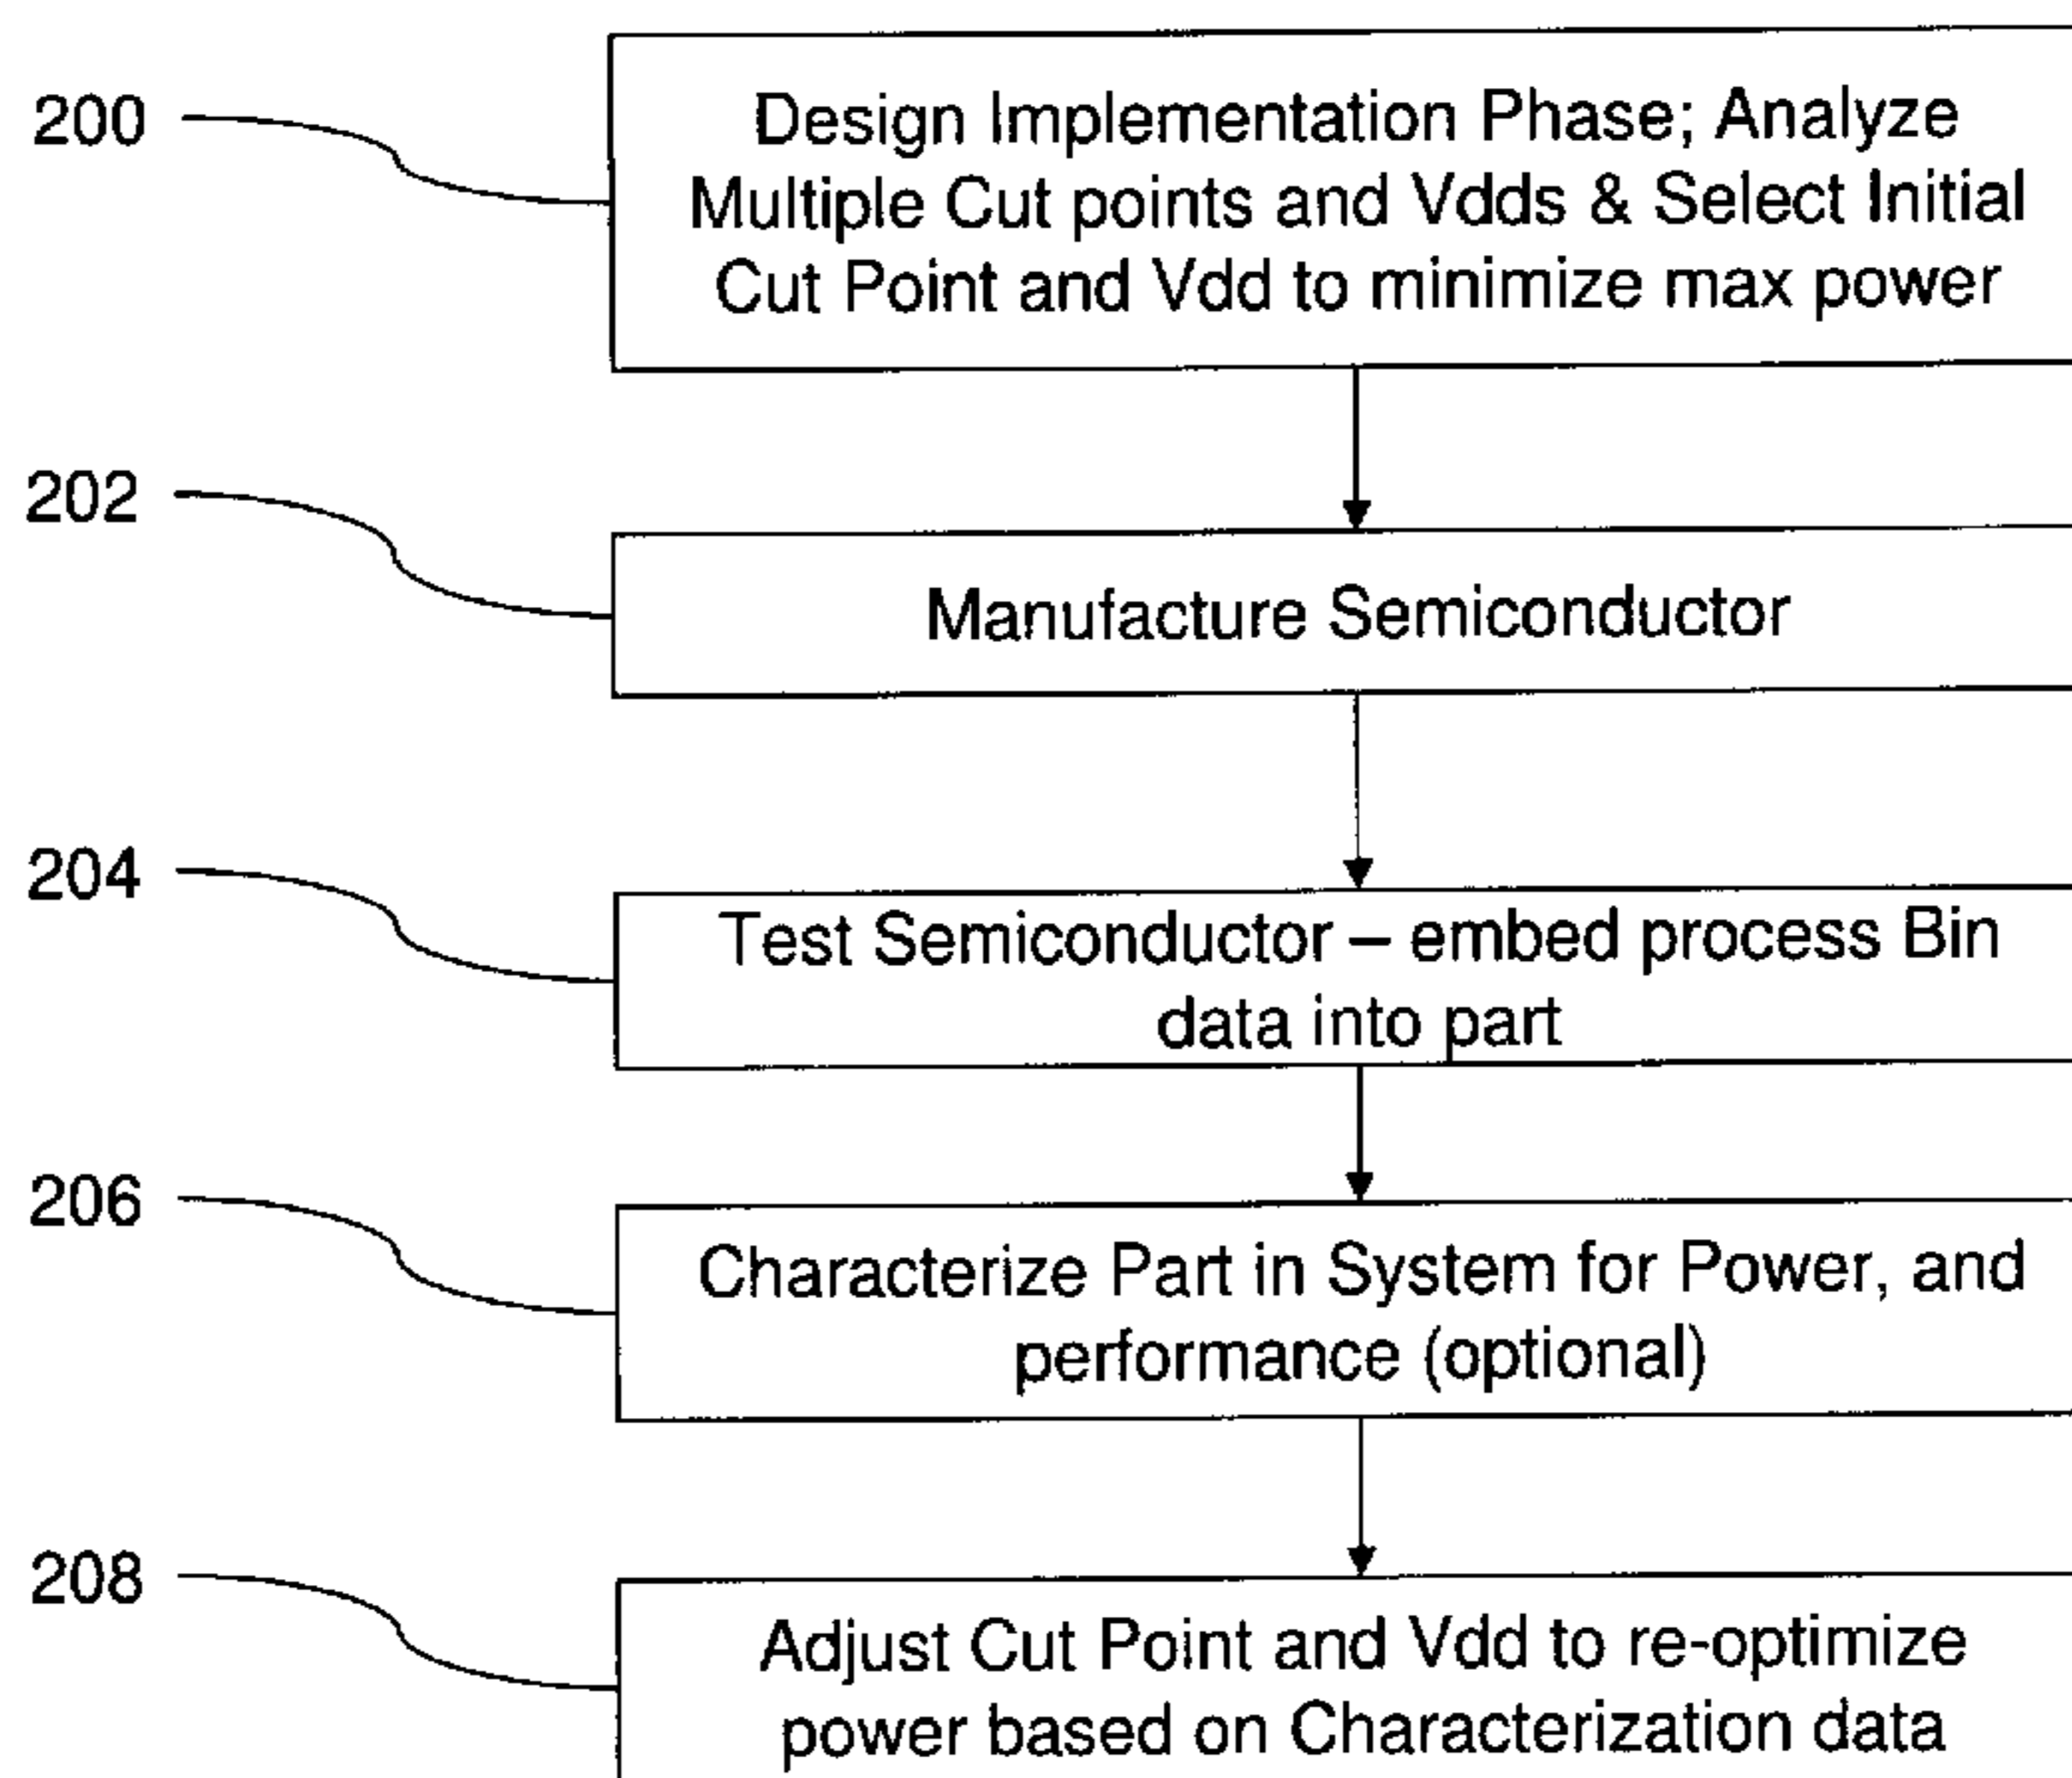 200
Design Implementation Phase; Analyze
Multiple Cut points and Vdds & Select Initial
Cut Point and Vdd to minimize max power
202
Manufacture Semiconductor
204
Test Semiconductor – embed process Bin
data into part
206
Characterize Part in System for Power, and
performance (optional)
208
Adjust Cut Point and Vdd to re-optimize
power based on Characterization data